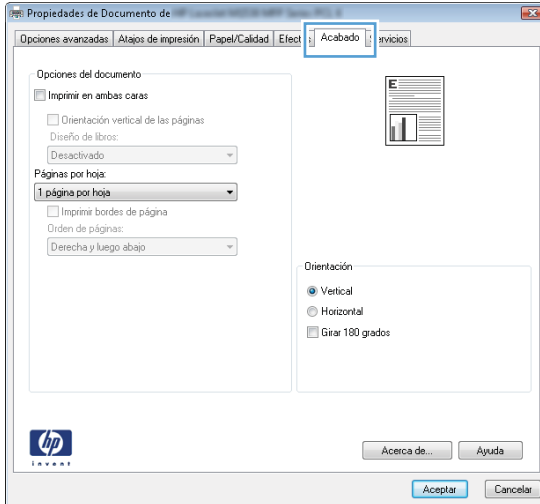 Propiedades de Documento de
Opciones avanzadas Atajos de impresión Papel/Calidad Acabado
Opciones del documento
Imprimir en ambas caras
Orientación vertical de las páginas
Diseño de libros:
Desactivado
Páginas por hoja:
1 página por hoja
Imprimir bordes de página
Orden de páginas:
Derecha y luego abajo
E
Orientación
Vertical
Horizontal
Girar 180 grados
hp
invent
Acerca de... Ayuda
Aceptar Cancelar